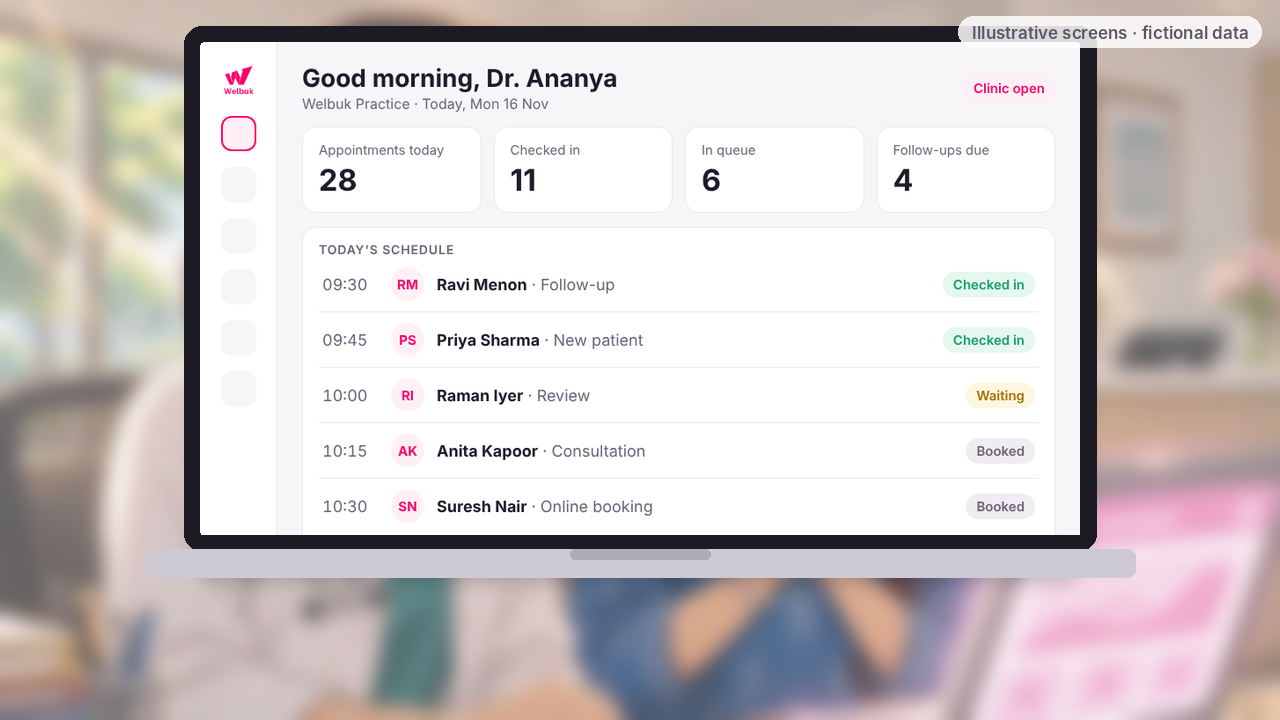 Illustrative screens · fictional data
Welbuk
Good morning, Dr. Ananya
Welbuk Practice · Today, Mon 16 Nov
Clinic open
Appointments today
28
Checked in
11
In queue
6
Follow-ups due
4
TODAY'S SCHEDULE
09:30 RM Ravi Menon · Follow-up Checked in
09:45 PS Priya Sharma · New patient Checked in
10:00 RI Raman Iyer · Review Waiting
10:15 AK Anita Kapoor · Consultation Booked
10:30 SN Suresh Nair · Online booking Booked